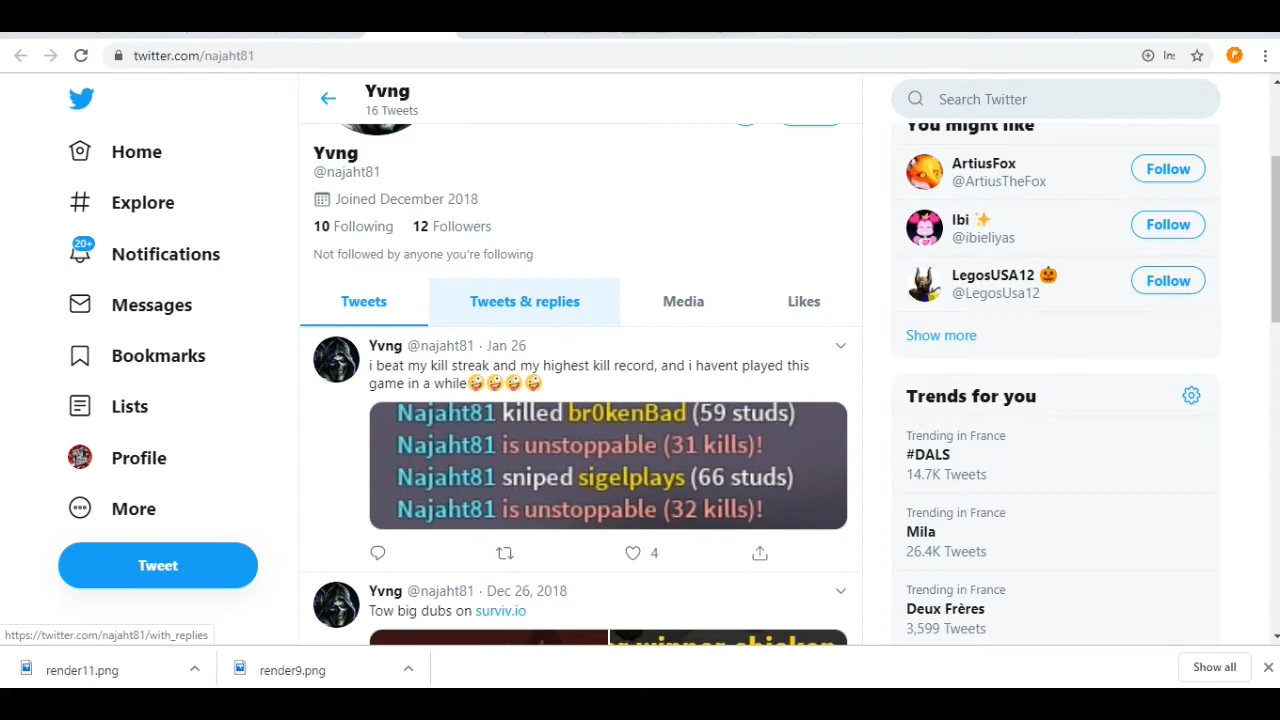 twitter.com/najaht81
In:
Yvng
16 Tweets
Search Twitter
Home
Explore
20+
Notifications
Messages
Bookmarks
Lists
Profile
More
Tweet
Yvng
@najaht81
Joined December 2018
10 Following 12 Followers
Not followed by anyone you're following
Tweets Tweets & replies Media Likes
Yvng @najaht81 · Jan 26
i beat my kill streak and my highest kill record, and i havent played this
game in a while🤪🤪🤪🤪
Najaht81 killed br0kenBad (59 studs)
Najaht81 is unstoppable (31 kills)!
Najaht81 sniped sigelplays (66 studs)
Najaht81 is unstoppable (32 kills)!
4
Yvng @najaht81 · Dec 26, 2018
Tow big dubs on surviv.io
winner chicken
You might like
ArtiusFox
@ArtiusTheFox
Follow
Ibi ✨
@ibieliyas
Follow
LegosUSA12 🎃
@LegosUsa12
Follow
Show more
Trends for you
Trending in France
#DALS
14.7K Tweets
Trending in France
Mila
26.4K Tweets
Trending in France
Deux Frères
3,599 Tweets
https://twitter.com/najaht81/with_replies
render11.png
render9.png
Show all